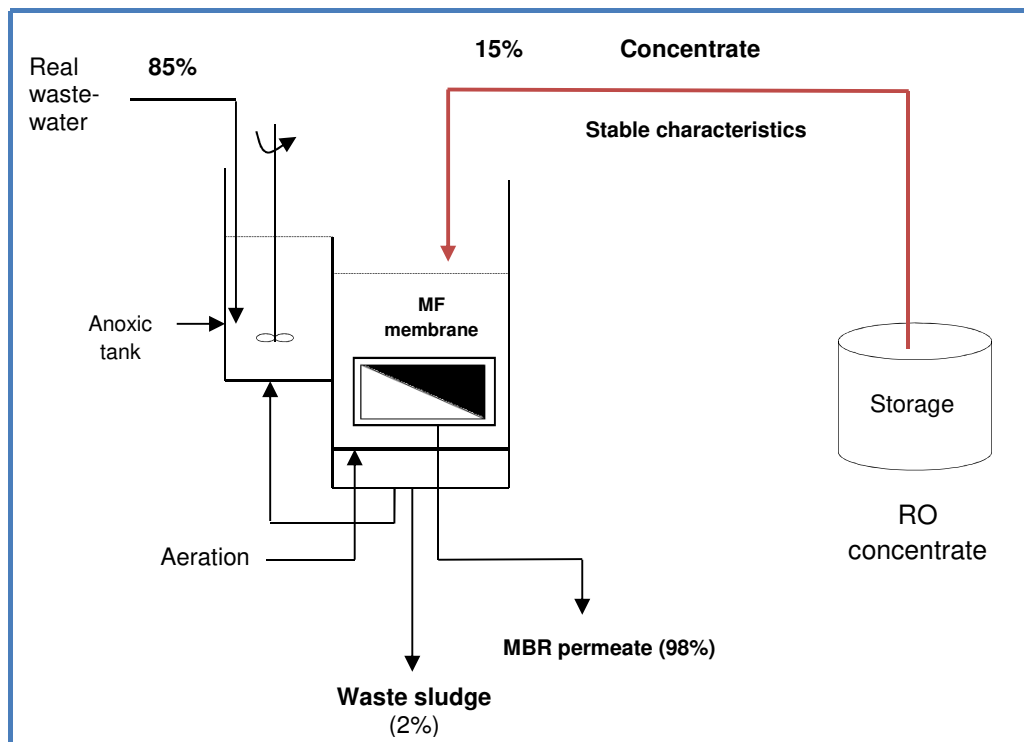 Real
waste-
water
85%
15%
Concentrate
Stable characteristics
MF
membrane
Anoxic
tank
Storage
RO
concentrate
Aeration
MBR permeate (98%)
Waste sludge
(2%)